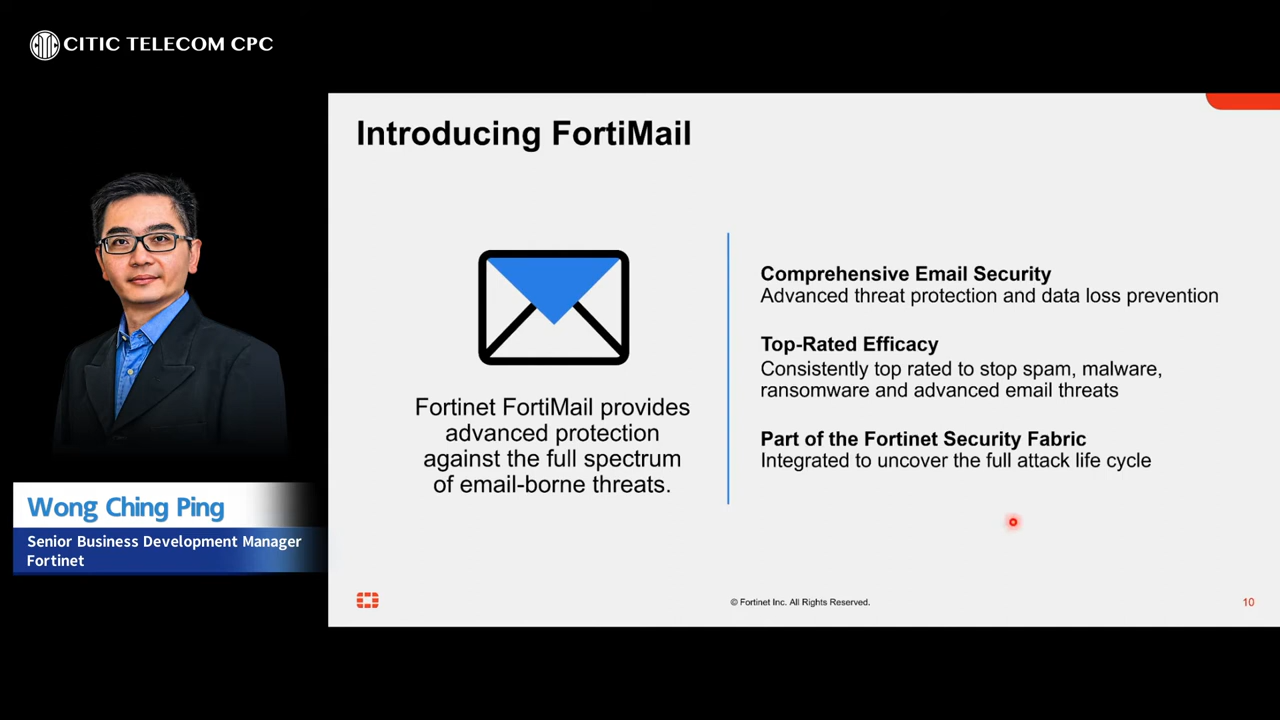 CITIC TELECOM CPC
Introducing FortiMail
Fortinet FortiMail provides
advanced protection
against the full spectrum
of email-borne threats.
Comprehensive Email Security
Advanced threat protection and data loss prevention
Top-Rated Efficacy
Consistently top rated to stop spam, malware,
ransomware and advanced email threats
Part of the Fortinet Security Fabric
Integrated to uncover the full attack life cycle
Wong Ching Ping
Senior Business Development Manager
Fortinet
© Fortinet Inc. All Rights Reserved.
10